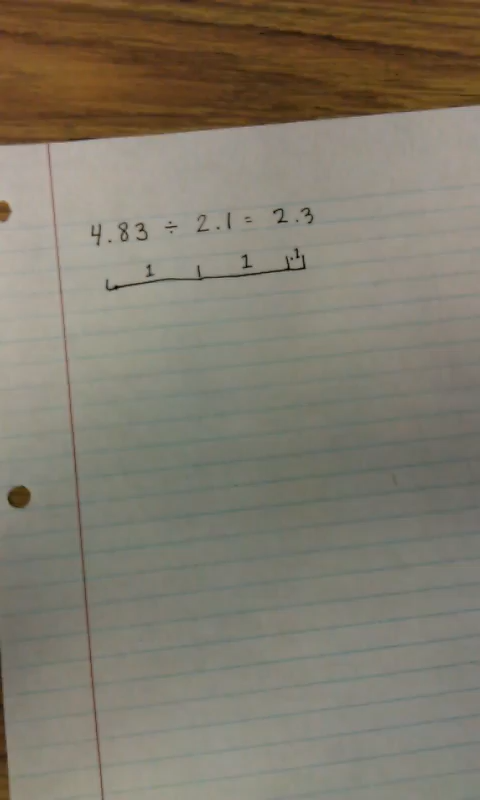 4.83 ÷ 2.1 = 2.3
1 1 .1